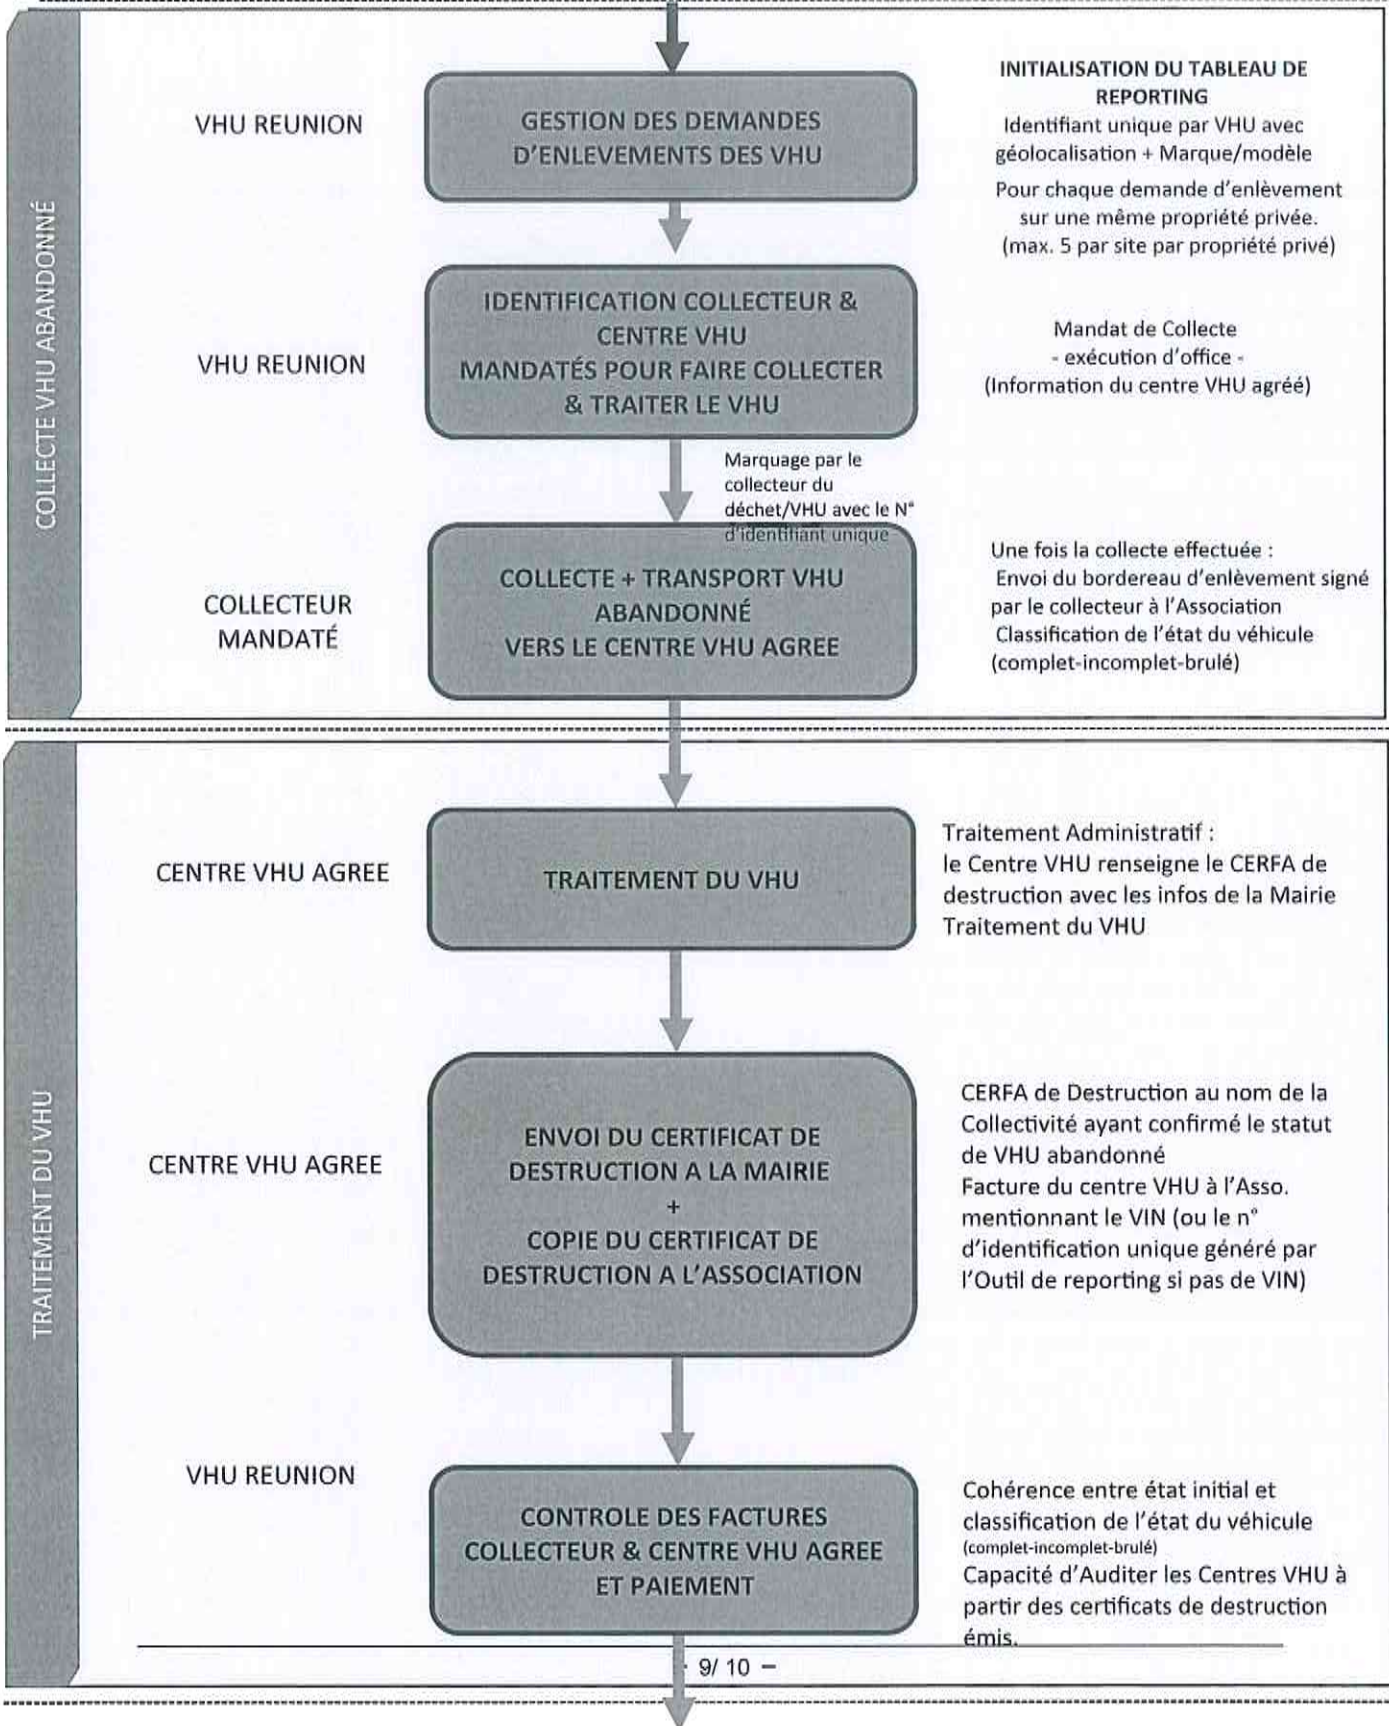 COLLECTE VHU ABANDONNÉ
VHU REUNION
GESTION DES DEMANDES
D'ENLEVEMENTS DES VHU
INITIALISATION DU TABLEAU DE
REPORTING
Identifiant unique par VHU avec
géolocalisation + Marque/modèle
Pour chaque demande d'enlèvement
sur une même propriété privée.
(max. 5 par site par propriété privé)
VHU REUNION
IDENTIFICATION COLLECTEUR &
CENTRE VHU
MANDATÉS POUR FAIRE COLLECTER
& TRAITER LE VHU
Mandat de Collecte
- exécution d'office -
(Information du centre VHU agréé)
Marquage par le
collecteur du
déchet/VHU avec le N°
d'identifiant unique
COLLECTEUR
MANDATÉ
COLLECTE + TRANSPORT VHU
ABANDONNÉ
VERS LE CENTRE VHU AGREE
Une fois la collecte effectuée :
Envoi du bordereau d'enlèvement signé
par le collecteur à l'Association
Classification de l'état du véhicule
(complet-incomplet-brulé)
TRAITEMENT DU VHU
CENTRE VHU AGREE
TRAITEMENT DU VHU
Traitement Administratif :
le Centre VHU renseigne le CERFA de
destruction avec les infos de la Mairie
Traitement du VHU
CENTRE VHU AGREE
ENVOI DU CERTIFICAT DE
DESTRUCTION A LA MAIRIE
+
COPIE DU CERTIFICAT DE
DESTRUCTION A L'ASSOCIATION
CERFA de Destruction au nom de la
Collectivité ayant confirmé le statut
de VHU abandonné
Facture du centre VHU à l'Asso.
mentionnant le VIN (ou le n°
d'identification unique généré par
l'Outil de reporting si pas de VIN)
VHU REUNION
CONTROLE DES FACTURES
COLLECTEUR & CENTRE VHU AGREE
ET PAIEMENT
Cohérence entre état initial et
classification de l'état du véhicule
(complet-incomplet-brulé)
Capacité d'Auditer les Centres VHU à
partir des certificats de destruction
émis.
- 9/ 10 -